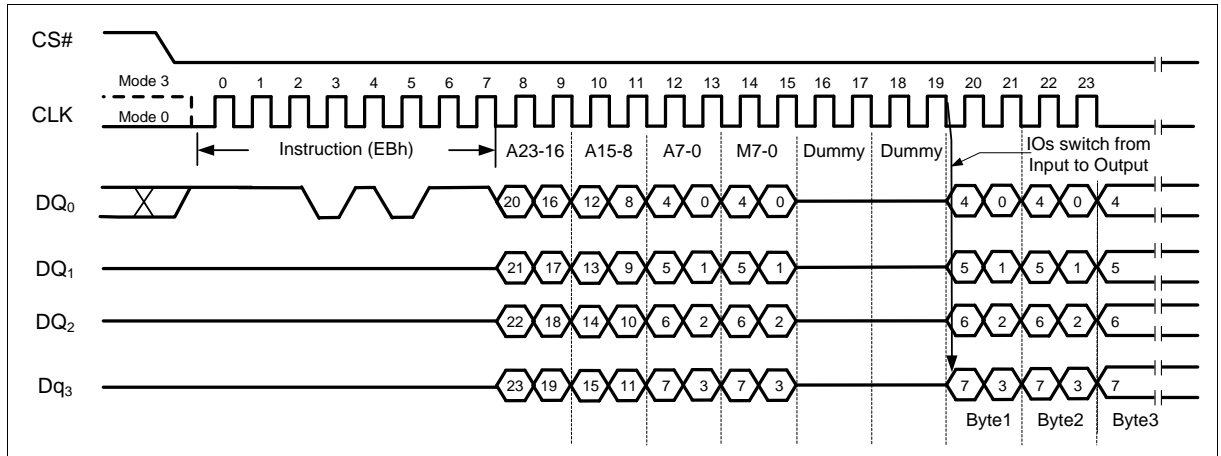 CS#
Mode 3 0 1 2 3 4 5 6 7 8 9 10 11 12 13 14 15 16 17 18 19 20 21 22 23
CLK Mode 0
Instruction (EBh) A23-16 A15-8 A7-0 M7-0 Dummy Dummy IOs switch from
Input to Output
DQ0 20 16 12 8 4 0 4 0 4 0 4 0 4
DQ1 21 17 13 9 5 1 5 1 5 1 5 1 5
DQ2 22 18 14 10 6 2 6 2 6 2 6 2 6
Dq3 23 19 15 11 7 3 7 3 7 3 7 3 7
Byte1 Byte2 Byte3